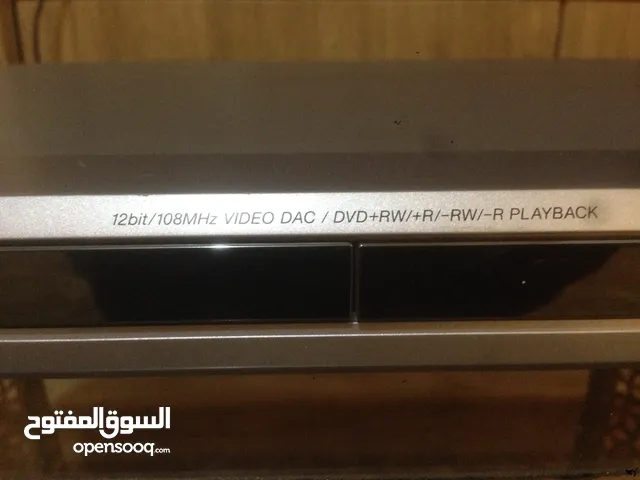 12bit/108MHz VIDEO DAC / DVD+RW/+R/-RW/-R PLAYBACK
السوق المفتوح
opensooq.com